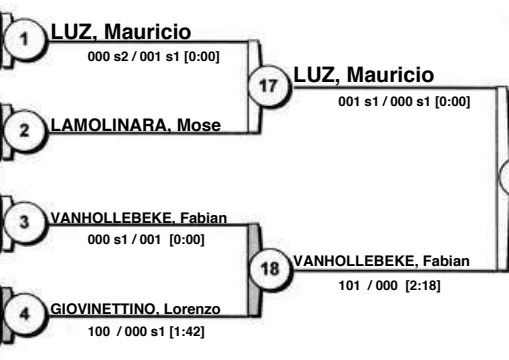 1
LUZ, Mauricio
000 s2 / 001 s1 [0:00]
17
LUZ, Mauricio
001 s1 / 000 s1 [0:00]
2
LAMOLINARA, Mose
3
VANHOLLEBEKE, Fabian
000 s1 / 001 [0:00]
18
VANHOLLEBEKE, Fabian
101 / 000 [2:18]
4
GIOVINETTINO, Lorenzo
100 / 000 s1 [1:42]